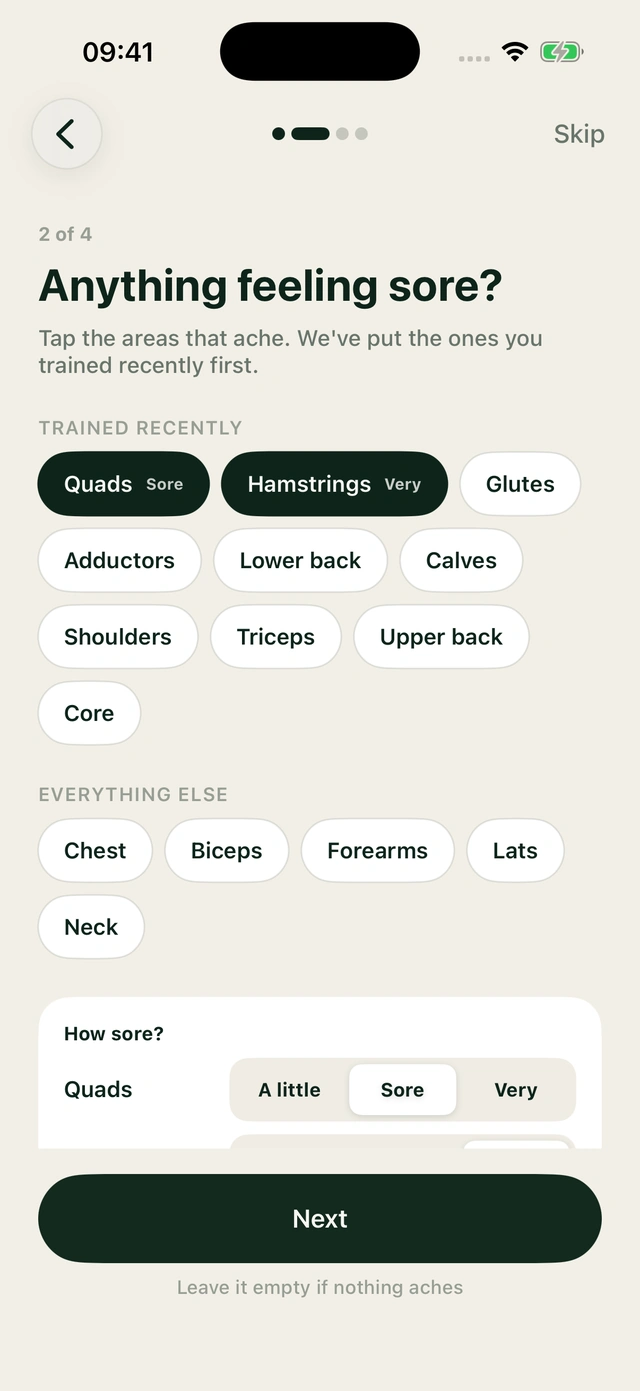 09:41
Skip
2 of 4
Anything feeling sore?
Tap the areas that ache. We've put the ones you
trained recently first.
TRAINED RECENTLY
Quads Sore Hamstrings Very Glutes
Adductors Lower back Calves
Shoulders Triceps Upper back
Core
EVERYTHING ELSE
Chest Biceps Forearms Lats
Neck
How sore?
Quads A little Sore Very
Next
Leave it empty if nothing aches